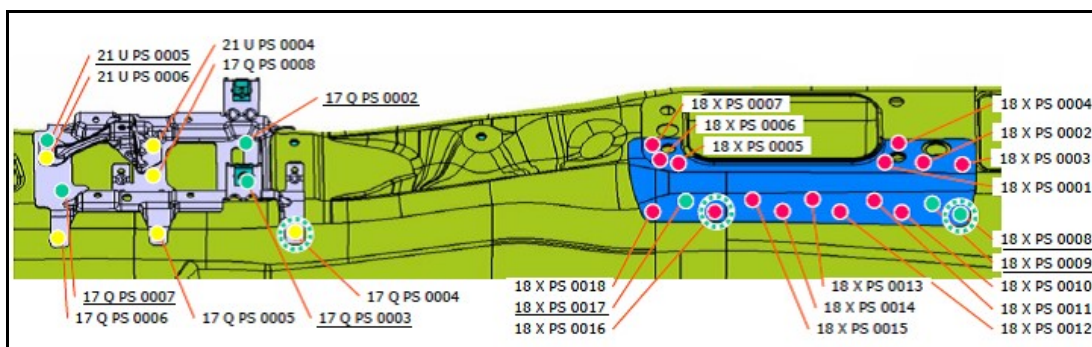 21 U PS 0005
21 U PS 0006
21 U PS 0004
17 Q PS 0008
17 Q PS 0002
18 X PS 0007
18 X PS 0006
18 X PS 0005
18 X PS 0004
18 X PS 0002
18 X PS 0003
18 X PS 0001
18 X PS 0008
18 X PS 0009
18 X PS 0010
18 X PS 0011
18 X PS 0012
17 Q PS 0007
17 Q PS 0006
17 Q PS 0005
17 Q PS 0004
17 Q PS 0003
18 X PS 0018
18 X PS 0017
18 X PS 0016
18 X PS 0013
18 X PS 0014
18 X PS 0015